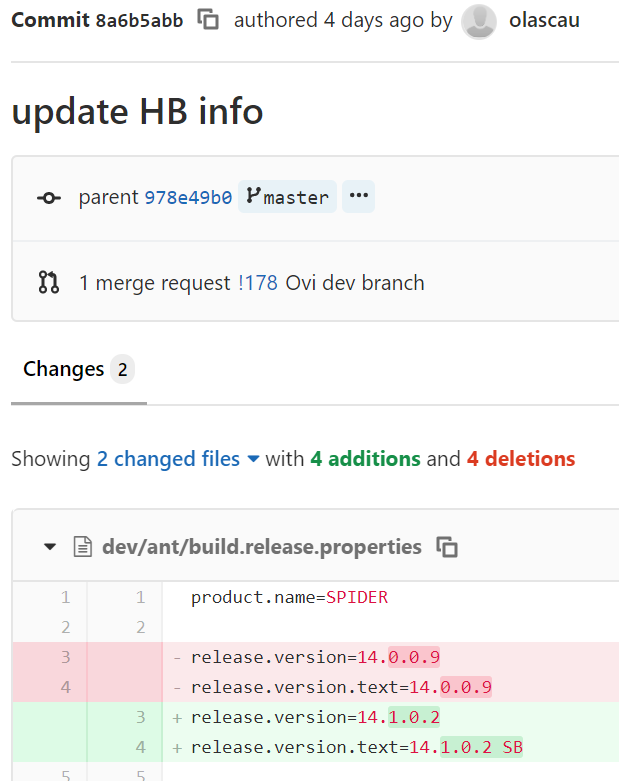 Commit 8a6b5abb authored 4 days ago by olascau
update HB info
parent 978e49b0 master ...
1 merge request !178 Ovi dev branch
Changes 2
Showing 2 changed files with 4 additions and 4 deletions
dev/ant/build.release.properties
1 1 product.name=SPIDER
2 2
3 - release.version=14.0.0.9
4 - release.version.text=14.0.0.9
3 + release.version=14.1.0.2
4 + release.version.text=14.1.0.2 SB
5 5